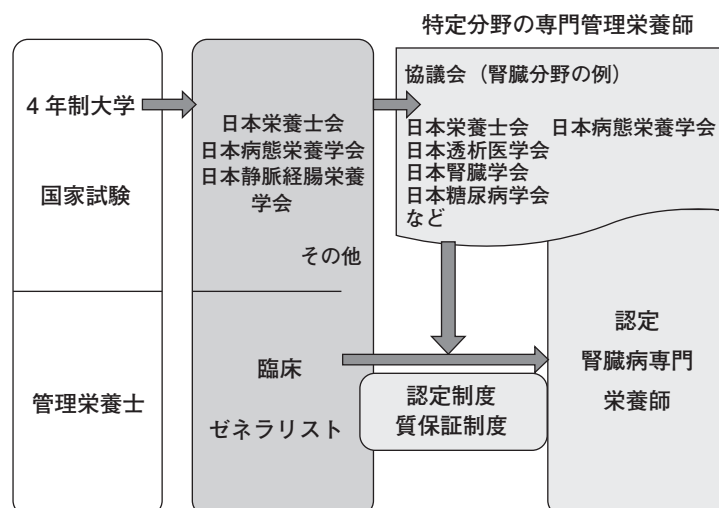 特定分野の専門管理栄養師
4年制大学
国家試験
管理栄養士
日本栄養士会
日本病態栄養学会
日本静脈経腸栄養
学会
その他
臨床
ゼネラリスト
協議会（腎臓分野の例）
日本栄養士会　日本病態栄養学会
日本透析医学会
日本腎臓学会
日本糖尿病学会
など
認定制度
質保証制度
認定
腎臓病専門
栄養師